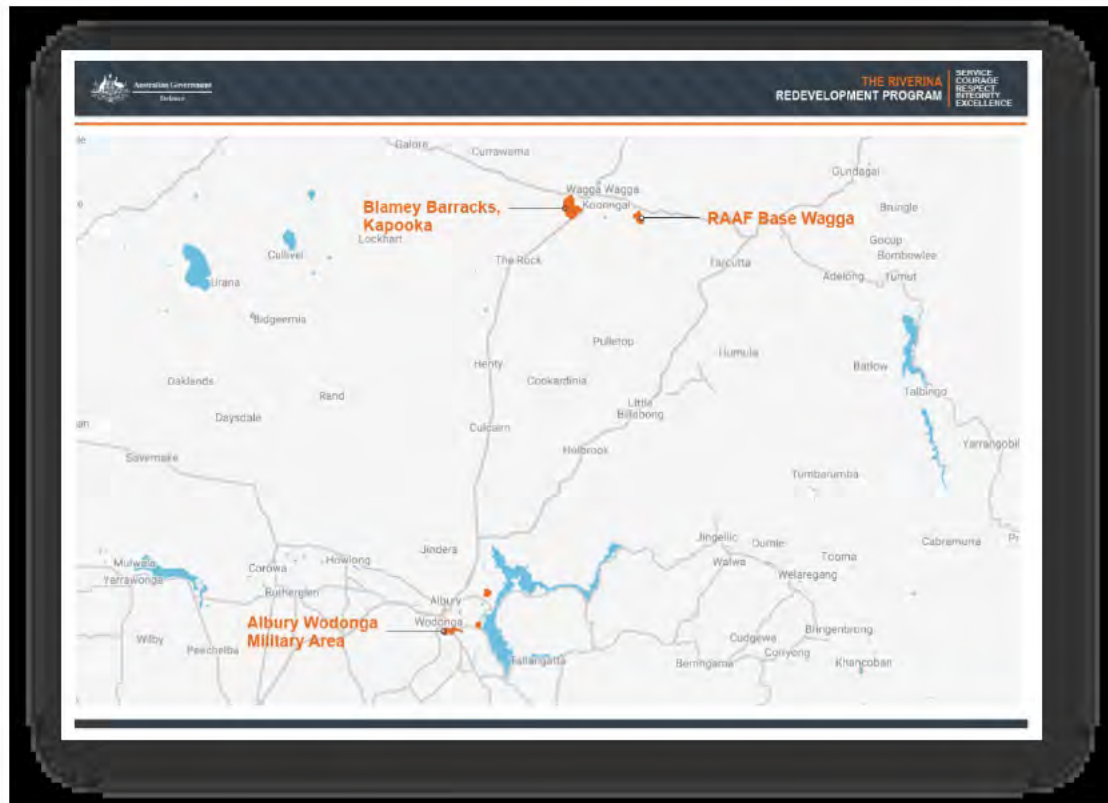 Australian Government
Defence
THE RIVERINA
REDEVELOPMENT PROGRAM
SERVICE
COURAGE
RESPECT
INTEGRITY
EXCELLENCE
Galore
Currawarna
Gundagai
Wagga Wagga
Kooringal
Blamey Barracks,
Kapooka
RAAF Base Wagga
Brungle
Lockhart
Cullivel
Gocup
Bombowlee
The Rock
Tarcutta
Adelong
Tumut
Urana
Bidgeemia
Pulletop
Humula
Henty
Batlow
Oaklands
Cookardinia
Rand
Talbingo
Little
Billabong
Daysdale
Culcairn
an
Yarrangobil
Holbrook
Savernake
Tumbarumba
Jingellic
Ournie
Cabramurra
Jindera
Tooma
Mulwala
Howlong
Walwa
Corowa
Welaregang
Yarrawonga
Rutherglen
Albury
Albury Wodonga
Military Area
Wodonga
Bringenbrong
Wilby
Peechelba
Cudgewa
Corryong
Tallangatta
Berringama
Khancoban